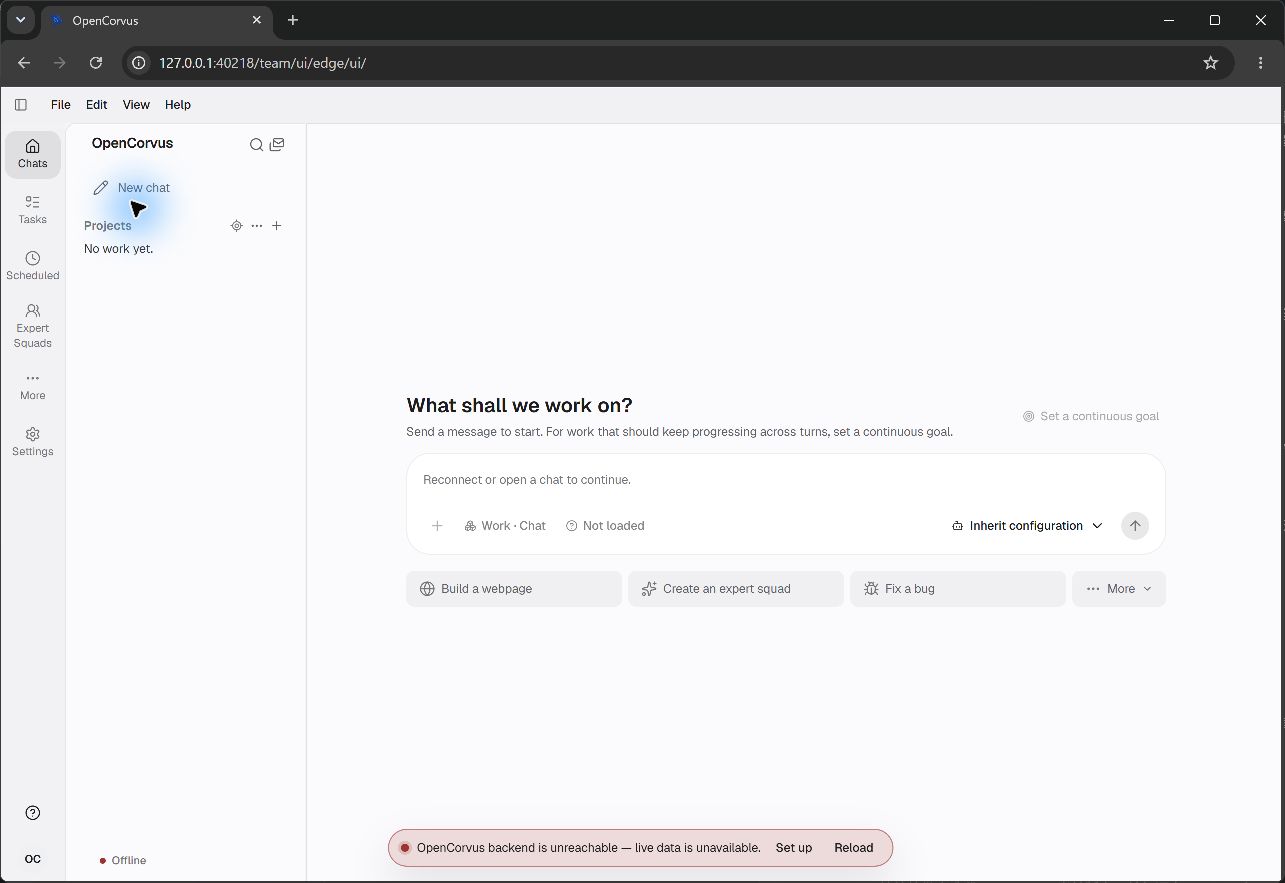 OpenCorvus
127.0.0.1:40218/team/ui/edge/ui/
File Edit View Help
OpenCorvus
Chats
New chat
Tasks
Projects
No work yet.
Scheduled
Expert
Squads
More
Settings
What shall we work on?
Send a message to start. For work that should keep progressing across turns, set a continuous goal.
Set a continuous goal
Reconnect or open a chat to continue.
Work · Chat Not loaded Inherit configuration
Build a webpage Create an expert squad Fix a bug More
OpenCorvus backend is unreachable — live data is unavailable. Set up Reload
OC
Offline